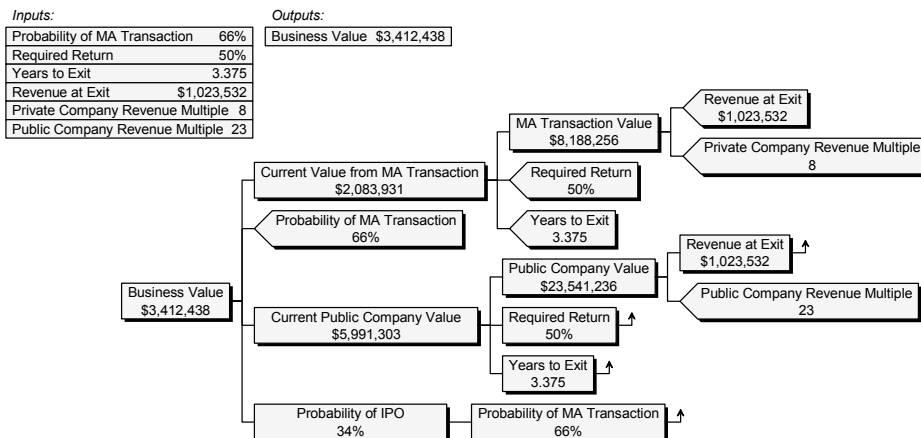 Inputs:
Probability of MA Transaction 66%
Required Return 50%
Years to Exit 3.375
Revenue at Exit $1,023,532
Private Company Revenue Multiple 8
Public Company Revenue Multiple 23
Outputs:
Business Value $3,412,438
Business Value
$3,412,438
Current Value from MA Transaction
$2,083,931
MA Transaction Value
$8,188,256
Revenue at Exit
$1,023,532
Private Company Revenue Multiple
8
Required Return
50%
Years to Exit
3.375
Probability of MA Transaction
66%
Current Public Company Value
$5,991,303
Public Company Value
$23,541,236
Revenue at Exit
$1,023,532
Public Company Revenue Multiple
23
Required Return
50%
Years to Exit
3.375
Probability of IPO
34%
Probability of MA Transaction
66%